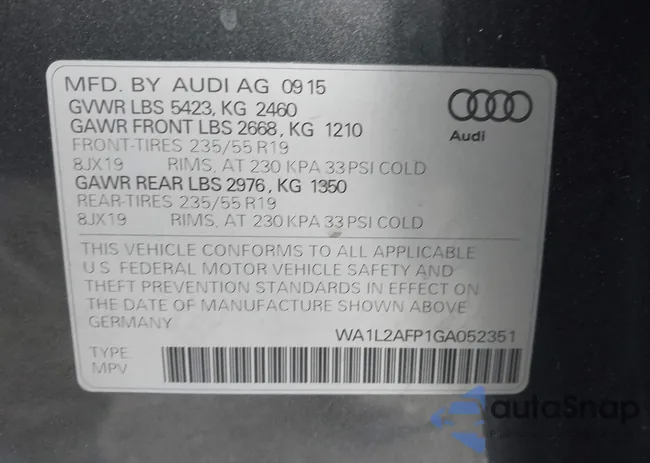 MFD. BY AUDI AG 09 15
GVWR LBS 5423, KG 2460
GAWR FRONT LBS 2668, KG 1210
FRONT-TIRES 235/55 R19
8JX19 RIMS, AT 230 KPA 33 PSI COLD
GAWR REAR LBS 2976, KG 1350
REAR-TIRES 235/55 R19
8JX19 RIMS, AT 230 KPA 33 PSI COLD
Audi
THIS VEHICLE CONFORMS TO ALL APPLICABLE
U.S. FEDERAL MOTOR VEHICLE SAFETY AND
THEFT PREVENTION STANDARDS IN EFFECT ON
THE DATE OF MANUFACTURE SHOWN ABOVE
GERMANY
WA1L2AFP1GA052351
TYPE:
MPV
autoSnap